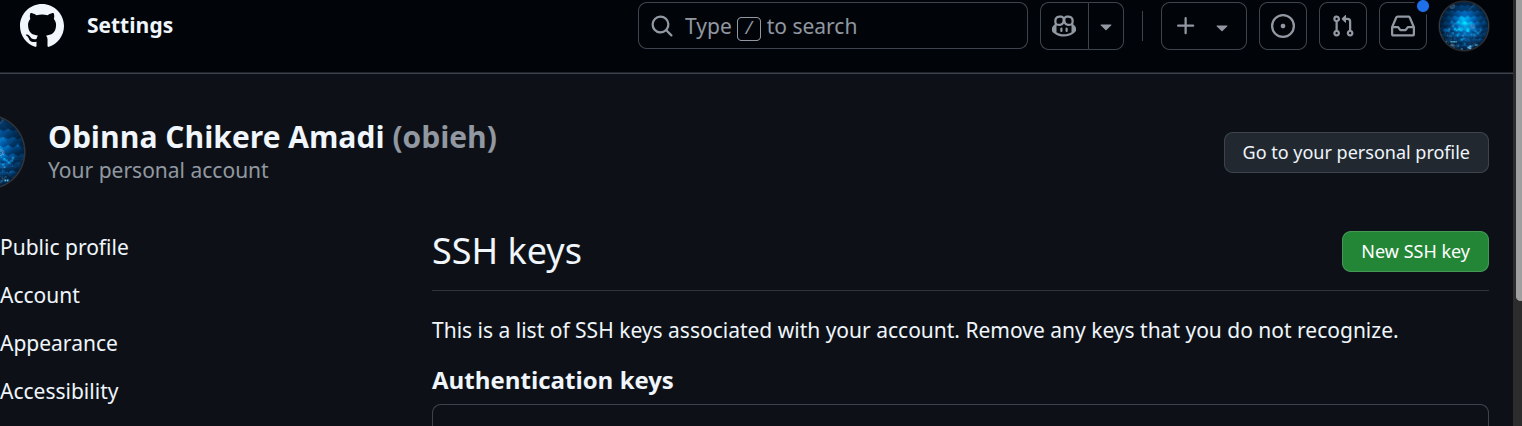 Settings
Type / to search
Obinna Chikere Amadi (obieh)
Your personal account
Go to your personal profile
Public profile
Account
Appearance
Accessibility
SSH keys
New SSH key
This is a list of SSH keys associated with your account. Remove any keys that you do not recognize.
Authentication keys